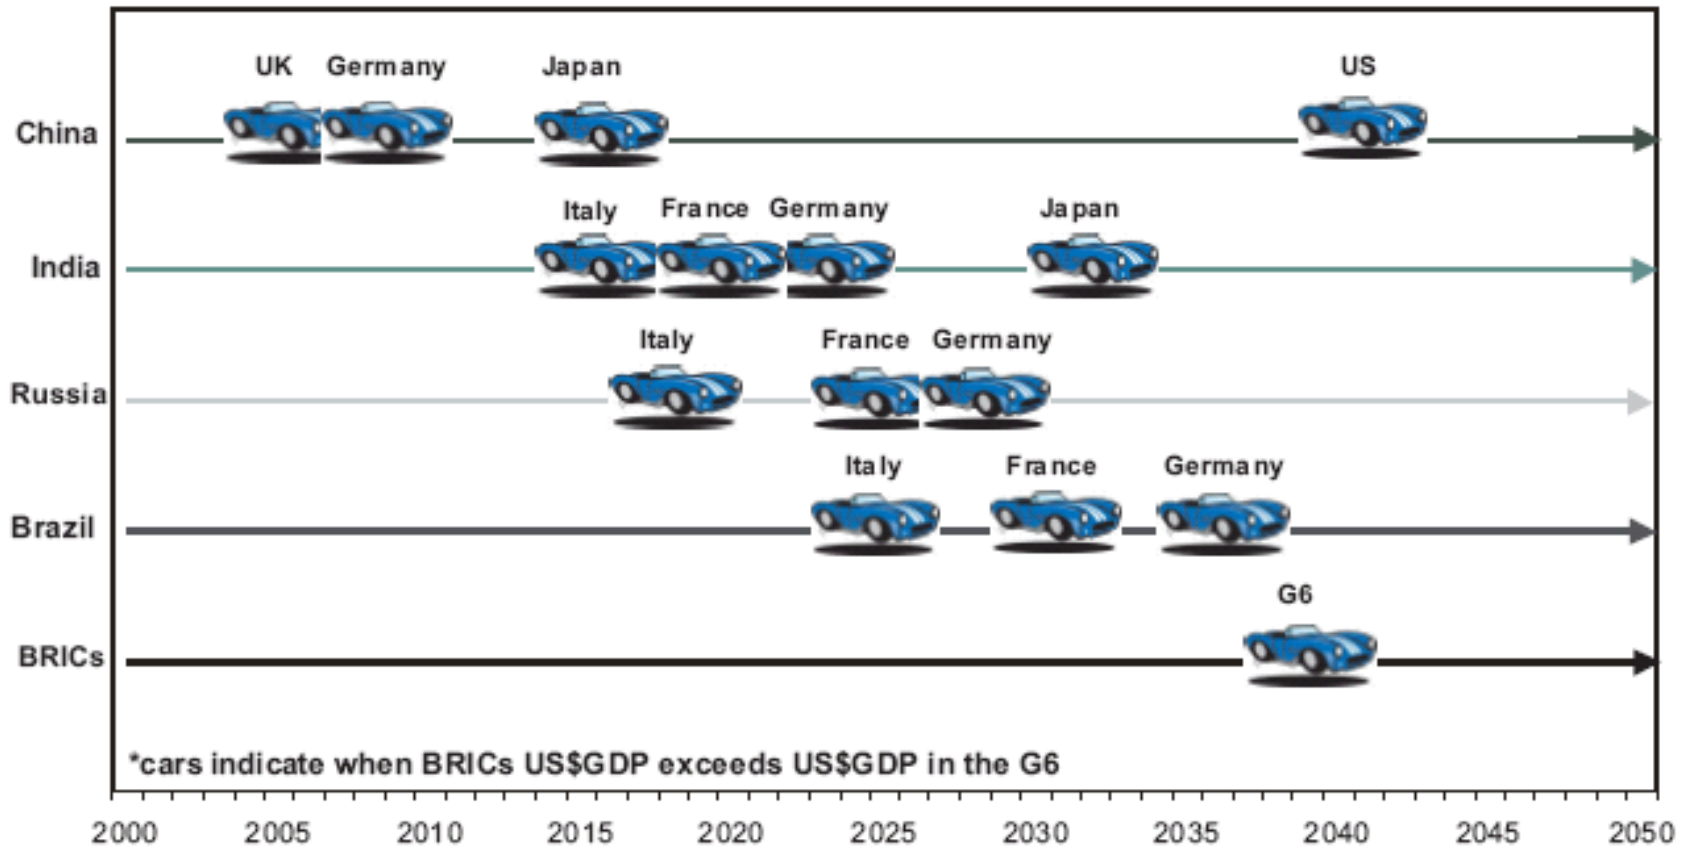 UK Germany Japan US
China
Italy France Germany Japan
India
Italy France Germany
Russia
Italy France Germany
Brazil
G6
BRICs
*cars indicate when BRICs US$GDP exceeds US$GDP in the G6
2000 2005 2010 2015 2020 2025 2030 2035 2040 2045 2050